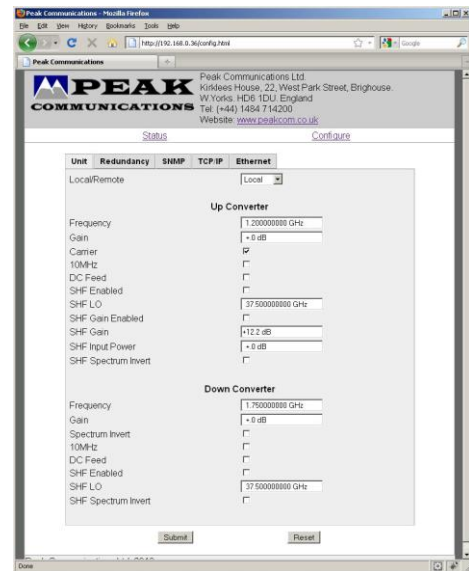 Peak Communications - Mozilla Firefox
File Edit View History Bookmarks Tools Help
http://192.168.0.36/config.html
Google
Peak Communications
PEAK
COMMUNICATIONS
Peak Communications Ltd.
Kirklees House, 22, West Park Street, Brighouse.
W.Yorks. HD6 1DU. England
Tel: (+44) 1484 714200
Website: www.peakcom.co.uk
Status Configure
Unit Redundancy SNMP TCP/IP Ethernet
Local/Remote Local
Up Converter
Frequency 1.200000000 GHz
Gain +.0 dB
Carrier
10MHz
DC Feed
SHF Enabled
SHF LO 37.500000000 GHz
SHF Gain Enabled
SHF Gain +12.2 dB
SHF Input Power +.0 dB
SHF Spectrum Invert
Down Converter
Frequency 1.750000000 GHz
Gain +.0 dB
Spectrum Invert
10MHz
DC Feed
SHF Enabled
SHF LO 37.500000000 GHz
SHF Spectrum Invert
Submit Reset
Done